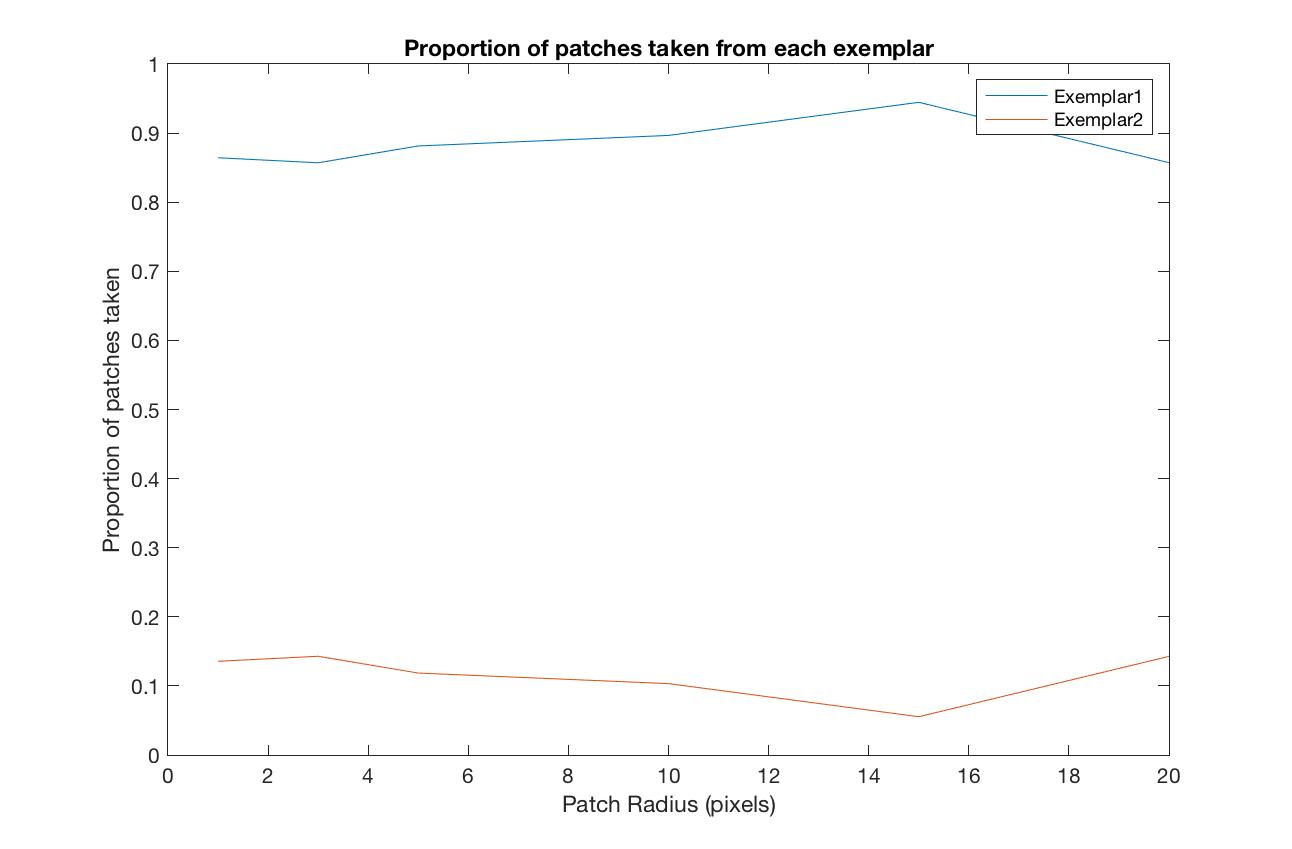 Proportion of patches taken from each exemplar
1
0.9
0.8
0.7
0.6
0.5
0.4
0.3
0.2
0.1
0
Proportion of patches taken
Exemplar1
Exemplar2
0 2 4 6 8 10 12 14 16 18 20
Patch Radius (pixels)